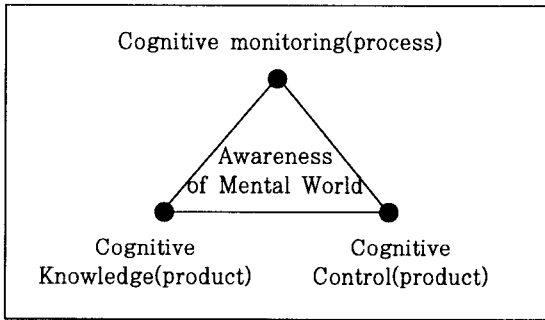 Cognitive monitoring(process)
Awareness
of Mental World
Cognitive
Knowledge(product)
Cognitive
Control(product)